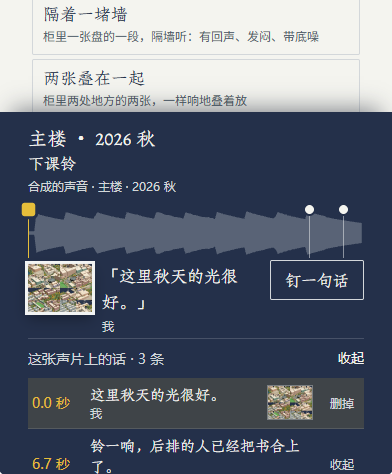 隔着一堵墙
柜里一张盘的一段，隔墙听：有回声、发闷、带底噪
两张叠在一起
柜里两处地方的两张，一样响地叠着放
主楼 · 2026 秋
下课铃
合成的声音 · 主楼 · 2026 秋
「这里秋天的光很
好。」
我
钉一句话
这张声片上的话 · 3 条
收起
0.0 秒
这里秋天的光很好。
我
删掉
6.7 秒
铃一响，后排的人已经把书合上
了。
收起